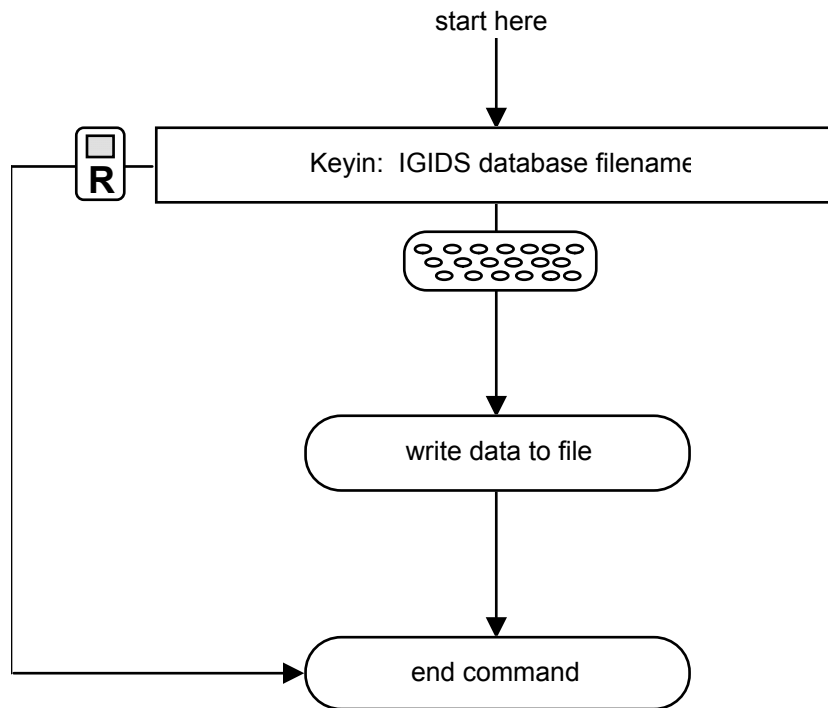 start here
R
Keyin: IGIDS database filename
write data to file
end command